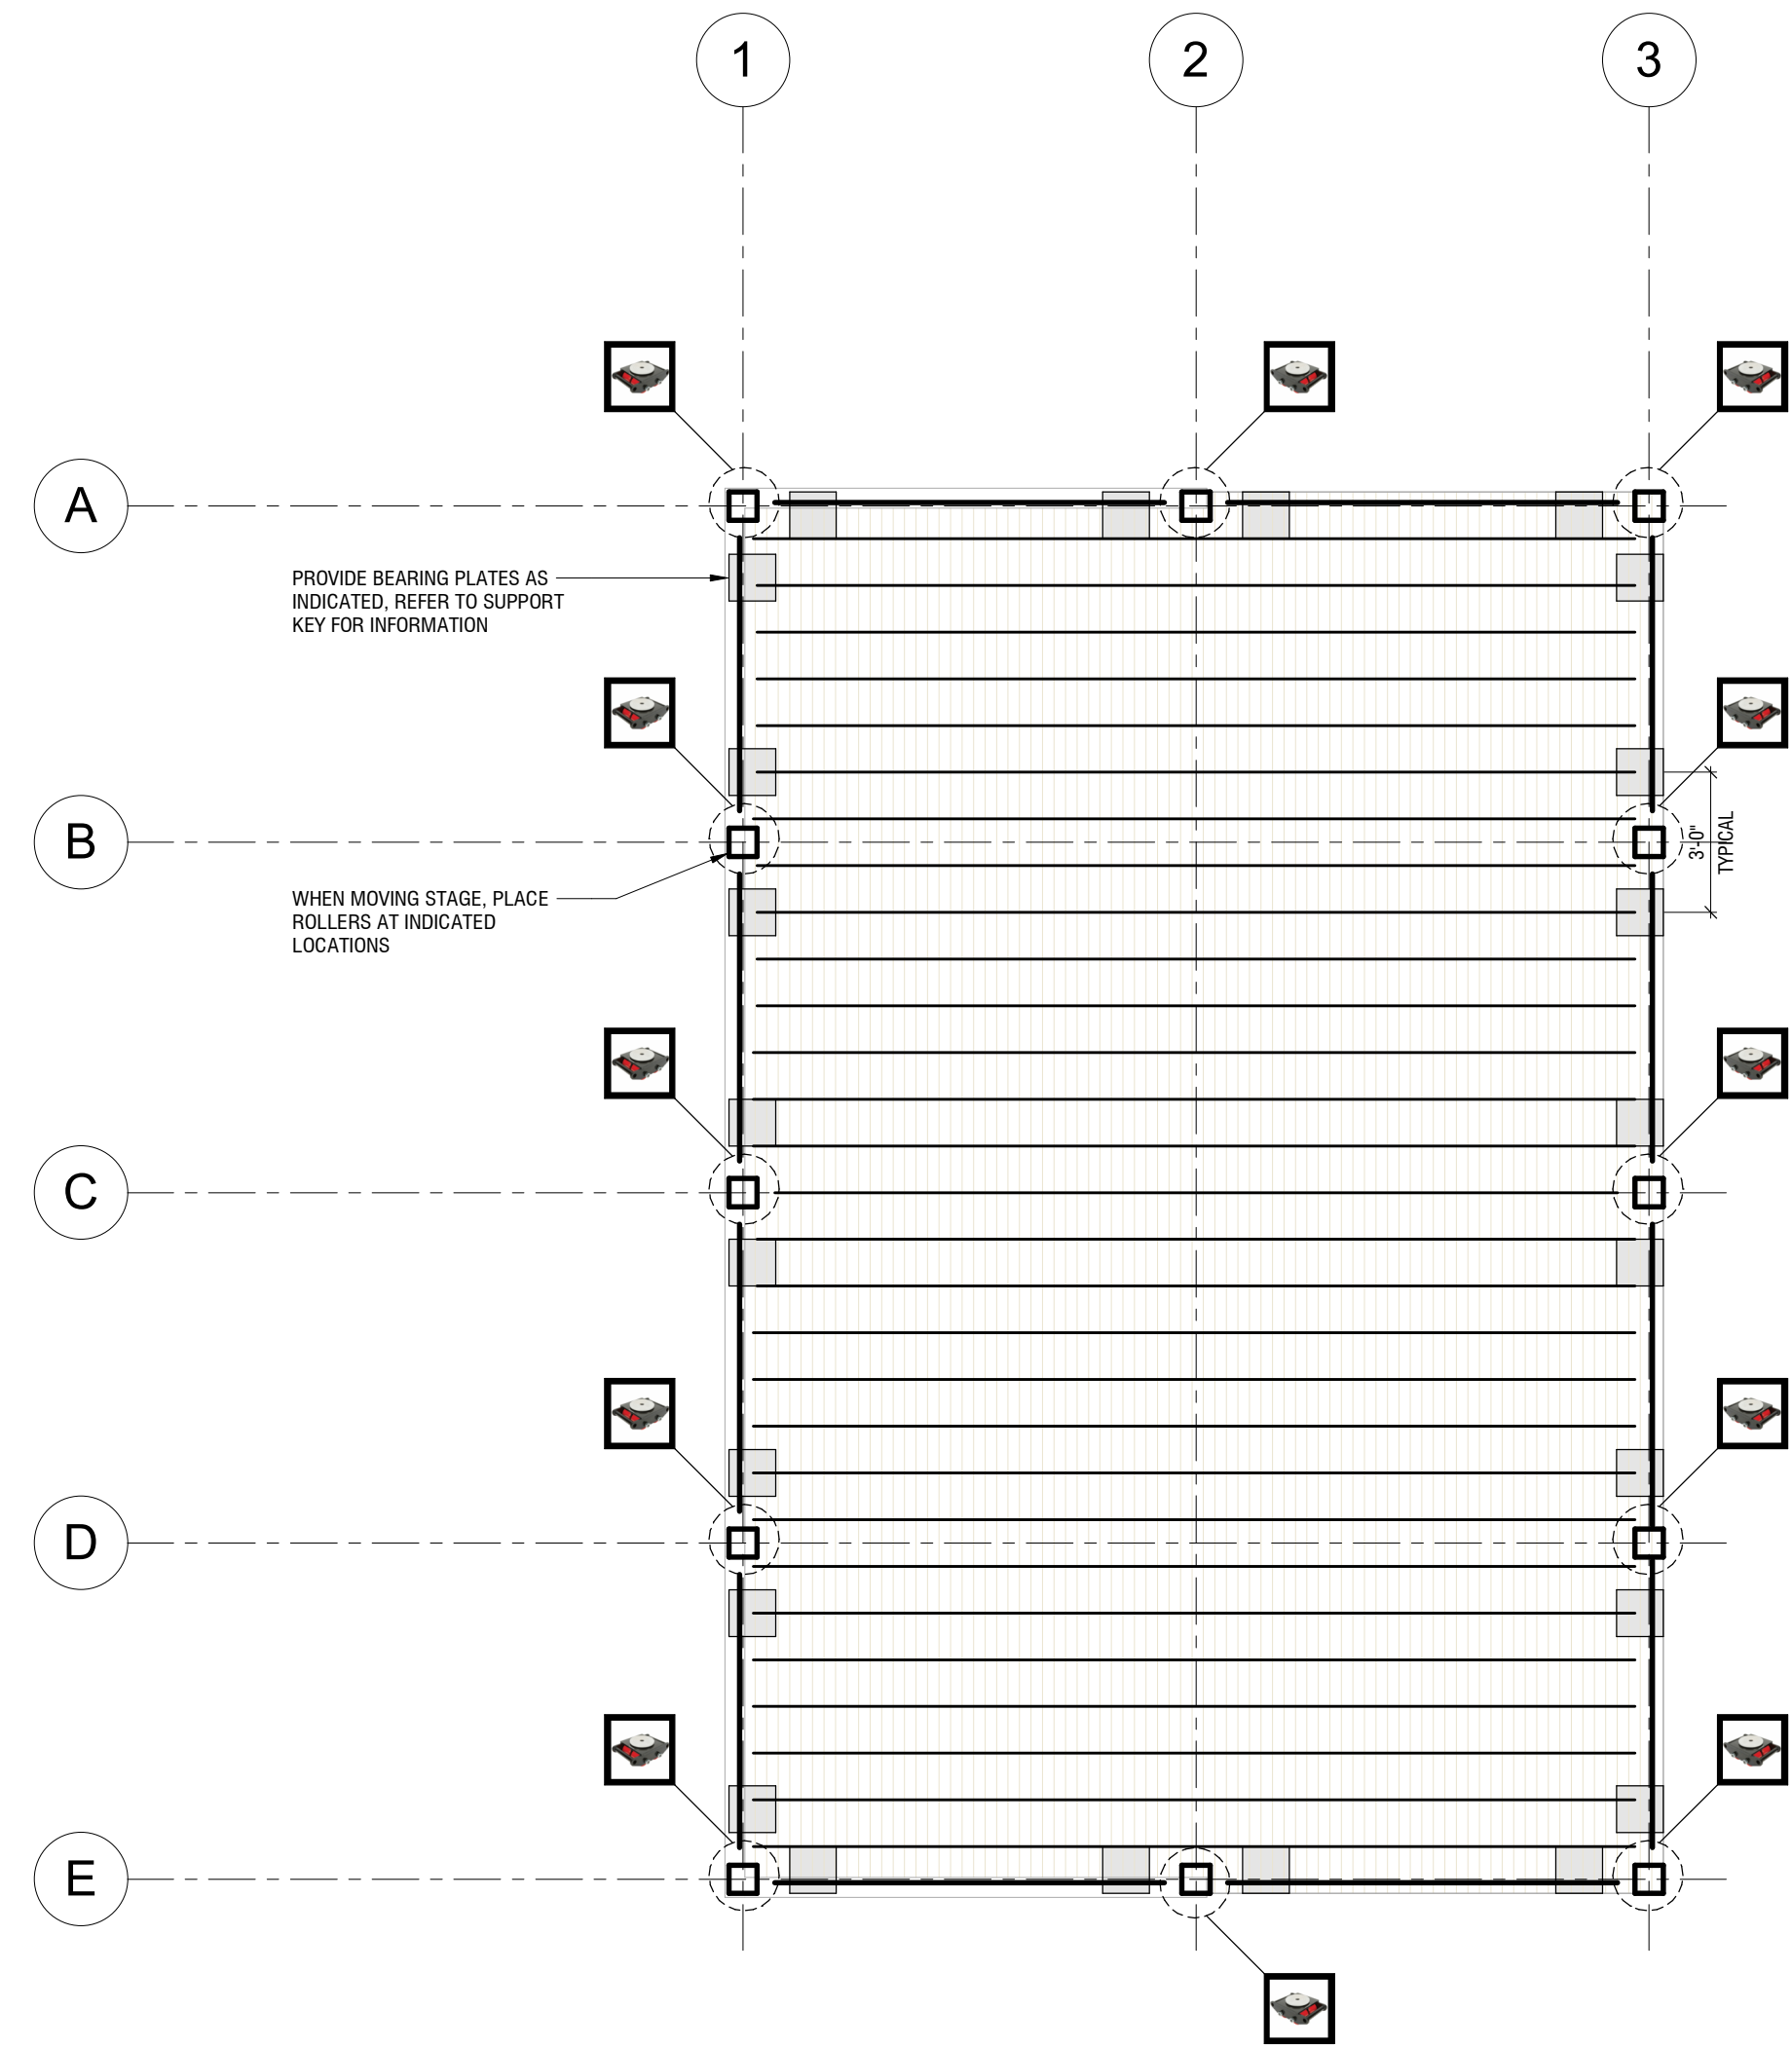 1
2
3
A
PROVIDE BEARING PLATES AS
INDICATED, REFER TO SUPPORT
KEY FOR INFORMATION
B
3'-0"
TYPICAL
WHEN MOVING STAGE, PLACE
ROLLERS AT INDICATED
LOCATIONS
C
D
E